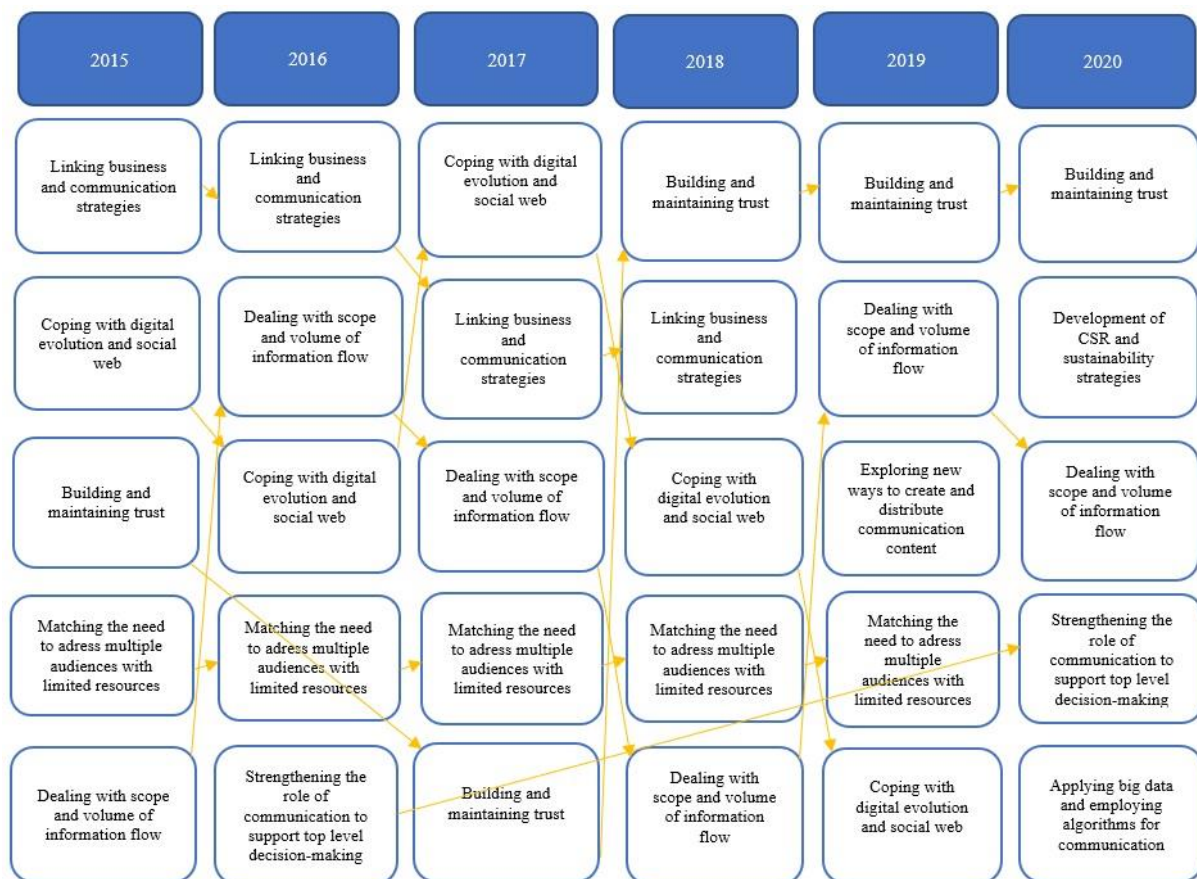 2015
2016
2017
2018
2019
2020
Linking business
and communication
strategies
Linking business
and
communication
strategies
Coping with digital
evolution and
social web
Building and
maintaining trust
Building and
maintaining trust
Building and
maintaining trust
Coping with digital
evolution and social
web
Dealing with scope
and volume of
information flow
Linking business
and
communication
strategies
Linking business
and
communication
strategies
Dealing with
scope and volume
of information
flow
Development of
CSR and
sustainability
strategies
Building and
maintaining trust
Coping with digital
evolution and
social web
Dealing with scope
and volume of
information flow
Coping with
digital evolution
and social web
Exploring new
ways to create and
distribute
communication
content
Dealing with
scope and volume
of information
flow
Matching the need
to adress multiple
audiences with
limited resources
Matching the need
to adress multiple
audiences with
limited resources
Matching the need
to adress multiple
audiences with
limited resources
Matching the need
to adress multiple
audiences with
limited resources
Matching the
need to adress
multiple
audiences with
limited resources
Strengthening the
role of
communication to
support top level
decision-making
Dealing with scope
and volume of
information flow
Strengthening the
role of
communication to
support top level
decision-making
Building and
maintaining trust
Dealing with
scope and volume
of information
flow
Coping with
digital evolution
and social web
Applying big data
and employing
algorithms for
communication